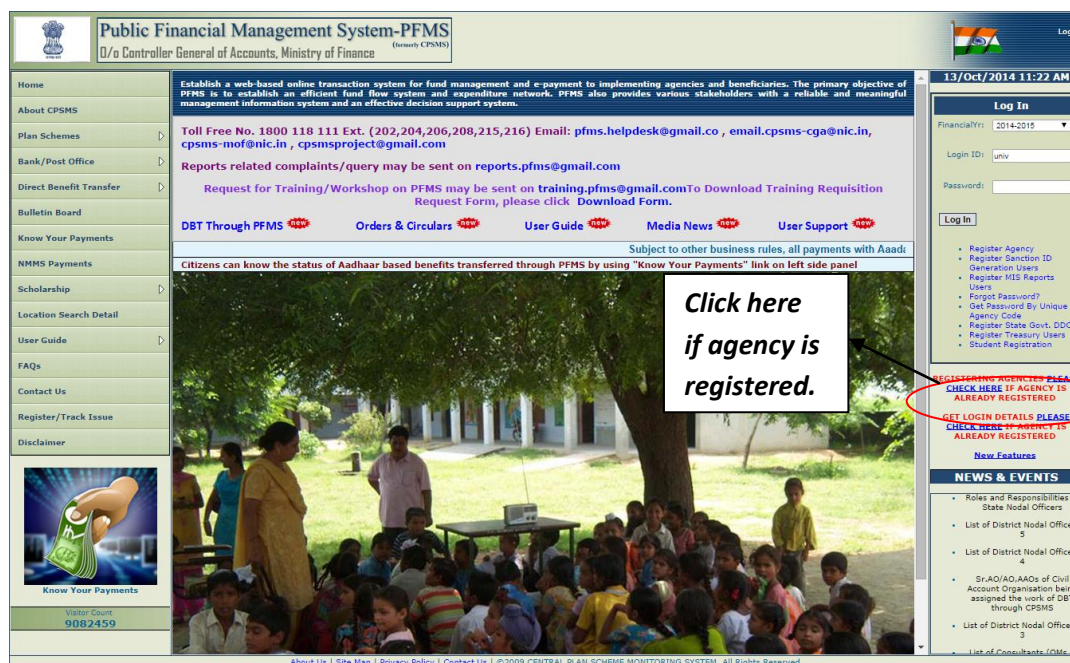 Public Financial Management System-PFMS
(formerly CPSMS)
O/o Controller General of Accounts, Ministry of Finance
Log
Home
About CPSMS
Plan Schemes
Bank/Post Office
Direct Benefit Transfer
Bulletin Board
Know Your Payments
NMMS Payments
Scholarship
Location Search Detail
User Guide
FAQs
Contact Us
Register/Track Issue
Disclaimer
Know Your Payments
Visitor Count
9082459
Establish a web-based online transaction system for fund management and e-payment to implementing agencies and beneficiaries. The primary objective of
PFMS is to establish an efficient fund flow system and expenditure network. PFMS also provides various stakeholders with a reliable and meaningful
management information system and an effective decision support system.
Toll Free No. 1800 118 111 Ext. (202,204,206,208,215,216) Email: pfms.helpdesk@gmail.co , email.cpsms-cga@nic.in,
cpsms-mof@nic.in , cpsmsproject@gmail.com
Reports related complaints/query may be sent on reports.pfms@gmail.com
Request for Training/Workshop on PFMS may be sent on training.pfms@gmail.comTo Download Training Requisition
Request Form, please click Download Form.
DBT Through PFMS new Orders & Circulars new User Guide new Media News new User Support new
Subject to other business rules, all payments with Aada
Citizens can know the status of Aadhaar based benefits transferred through PFMS by using "Know Your Payments" link on left side panel
Click here
if agency is
registered.
13/Oct/2014 11:22 AM
Log In
FinancialYr: 2014-2015
Login ID: univ
Password:
Log In
Register Agency
Register Sanction ID
Generation Users
Register MIS Reports
Users
Forgot Password?
Get Password By Unique
Agency Code
Register State Govt. DDO
Register Treasury Users
Student Registration
REGISTERING AGENCIES PLEA
CHECK HERE IF AGENCY IS
ALREADY REGISTERED
GET LOGIN DETAILS PLEASE
CHECK HERE IF AGENCY IS
ALREADY REGISTERED
New Features
NEWS & EVENTS
Roles and Responsibilities
State Nodal Officers
List of District Nodal Office
5
List of District Nodal Office
4
Sr.AO/AO,AAOs of Civil
Account Organisation bein
assigned the work of DBT
through CPSMS
List of District Nodal Office
3
List of Consultants (OMs
About Us | Site Map | Privacy Policy | Contact Us | ©2009 CENTRAL PLAN SCHEME MONITORING SYSTEM, All Rights Reserved